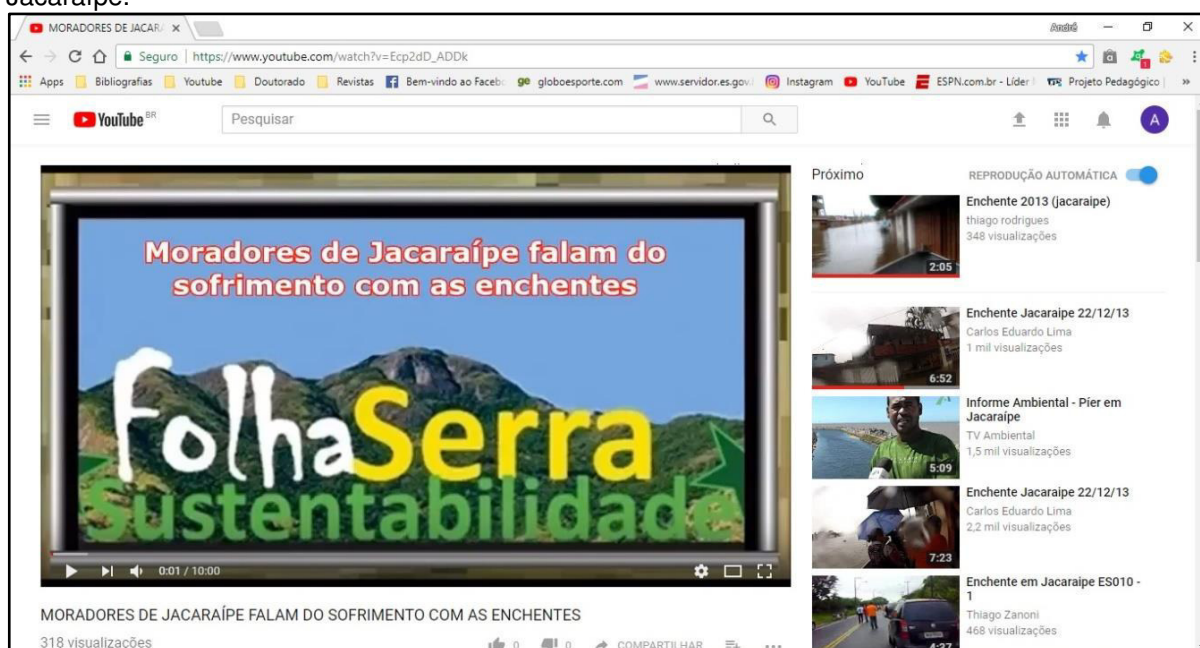 Jacaraípe.
MORADORES DE JACAR
André
Seguro | https://www.youtube.com/watch?v=Ecp2dD_ADDk
Apps Bibliografias Youtube Doutorado Revistas Bem-vindo ao Facebo globoesporte.com www.servidor.es.gov. Instagram YouTube ESPN.com.br - Líder Projeto Pedagógico »
YouTube BR
Pesquisar
A
Moradores de Jacaraípe falam do
sofrimento com as enchentes
FolhaSerra
Sustentabilidade
0:01 / 10:00
MORADORES DE JACARAÍPE FALAM DO SOFRIMENTO COM AS ENCHENTES
318 visualizações
0 0 COMPARTILHAR
Próximo
REPRODUÇÃO AUTOMÁTICA
Enchente 2013 (jacaraipe)
thiago rodrigues
348 visualizações
2:05
Enchente Jacaraipe 22/12/13
Carlos Eduardo Lima
1 mil visualizações
6:52
Informe Ambiental - Píer em
Jacaraípe
TV Ambiental
1,5 mil visualizações
5:09
Enchente Jacaraipe 22/12/13
Carlos Eduardo Lima
2,2 mil visualizações
7:23
Enchente em Jacaraipe ES010 -
1
Thiago Zanoni
468 visualizações
4:37